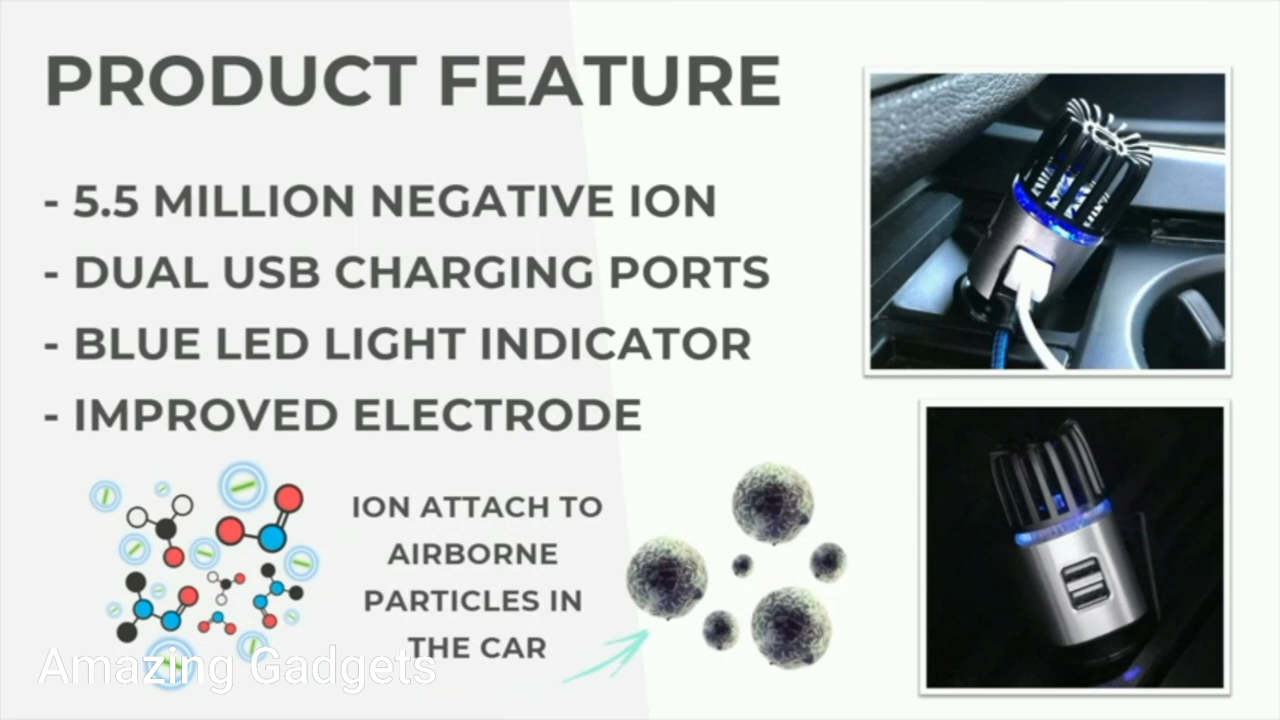 PRODUCT FEATURE
- 5.5 MILLION NEGATIVE ION
- DUAL USB CHARGING PORTS
- BLUE LED LIGHT INDICATOR
- IMPROVED ELECTRODE
ION ATTACH TO
AIRBORNE
PARTICLES IN
THE CAR
Amazing Gadgets